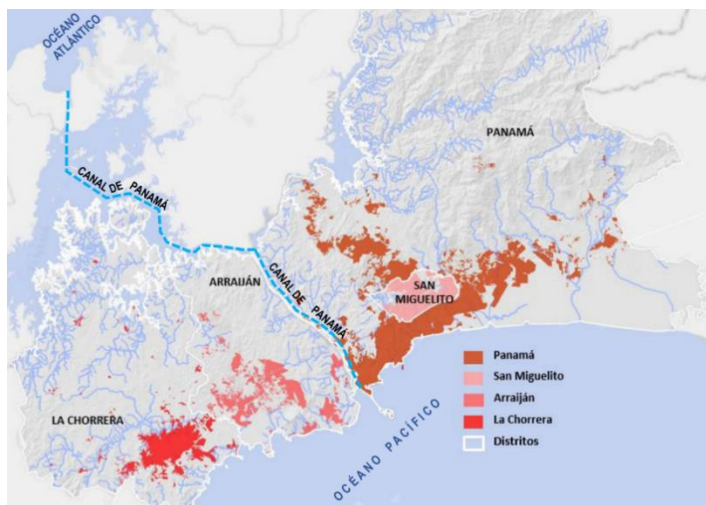 OCÉANO
ATLÁNTICO
COLÓN
PANAMÁ
CANAL DE PANAMÁ
ARRAIJÁN
CANAL DE PANAMÁ
SAN
MIGUELITO
LA CHORRERA
OCÉANO PACÍFICO
Panamá
San Miguelito
Arraiján
La Chorrera
Distritos